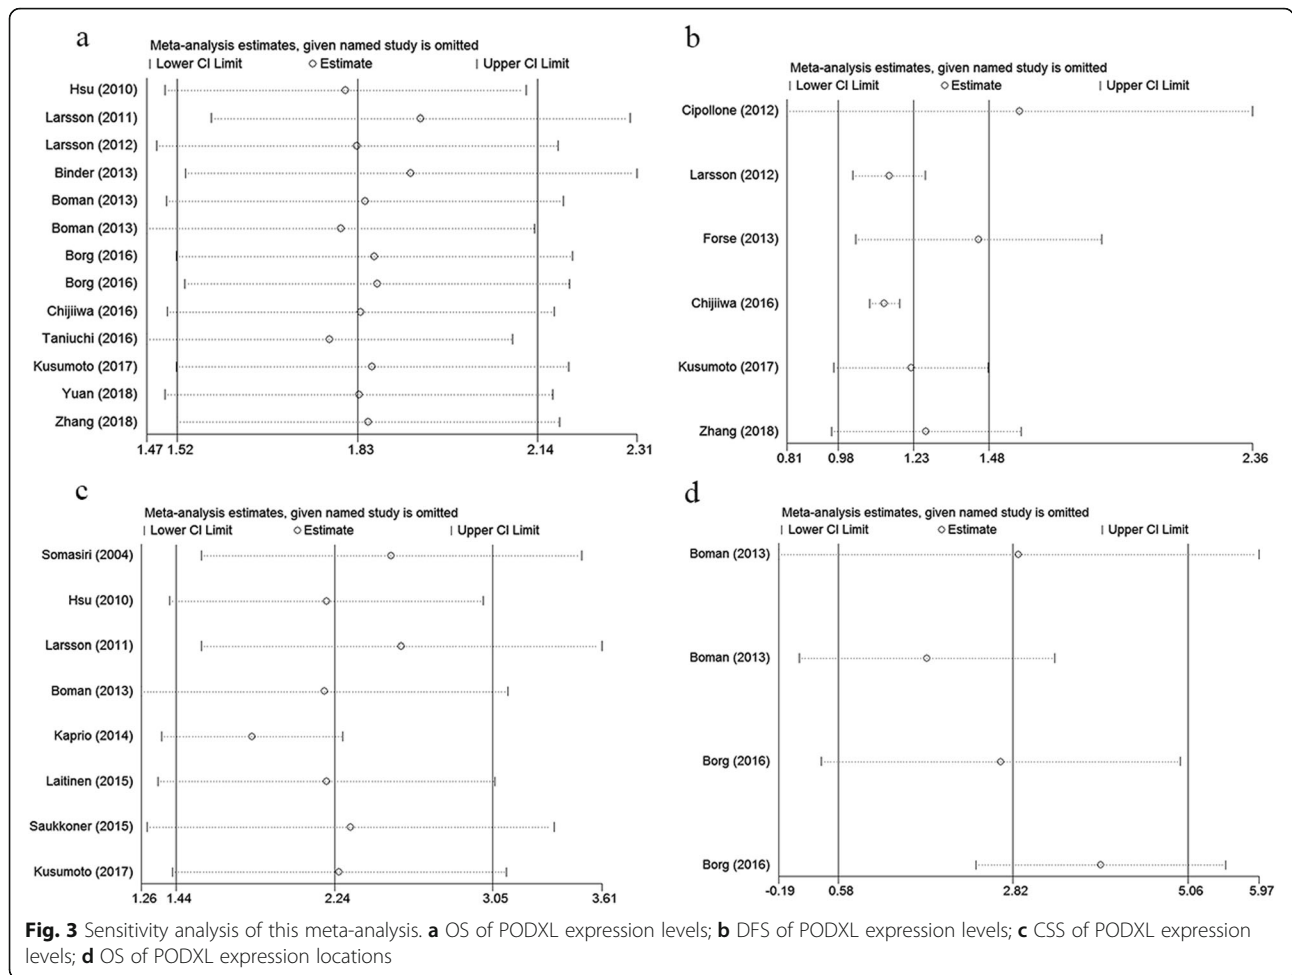 a
Meta-analysis estimates, given named study is omitted
| Lower CI Limit ○ Estimate | Upper CI Limit
Hsu (2010)
Larsson (2011)
Larsson (2012)
Binder (2013)
Boman (2013)
Boman (2013)
Borg (2016)
Borg (2016)
Chijiiwa (2016)
Taniuchi (2016)
Kusumoto (2017)
Yuan (2018)
Zhang (2018)
1.47 1.52 1.83 2.14 2.31
b
Meta-analysis estimates, given named study is omitted
| Lower CI Limit ○ Estimate | Upper CI Limit
Cipollone (2012)
Larsson (2012)
Forse (2013)
Chijiiwa (2016)
Kusumoto (2017)
Zhang (2018)
0.81 0.98 1.23 1.48 2.36
c
Meta-analysis estimates, given named study is omitted
| Lower CI Limit ○ Estimate | Upper CI Limit
Somasiri (2004)
Hsu (2010)
Larsson (2011)
Boman (2013)
Kaprio (2014)
Laitinen (2015)
Saukkoner (2015)
Kusumoto (2017)
1.26 1.44 2.24 3.05 3.61
d
Meta-analysis estimates, given named study is omitted
| Lower CI Limit ○ Estimate | Upper CI Limit
Boman (2013)
Boman (2013)
Borg (2016)
Borg (2016)
-0.19 0.58 2.82 5.06 5.97
Fig. 3 Sensitivity analysis of this meta-analysis. a OS of PODXL expression levels; b DFS of PODXL expression levels; c CSS of PODXL expression
levels; d OS of PODXL expression locations